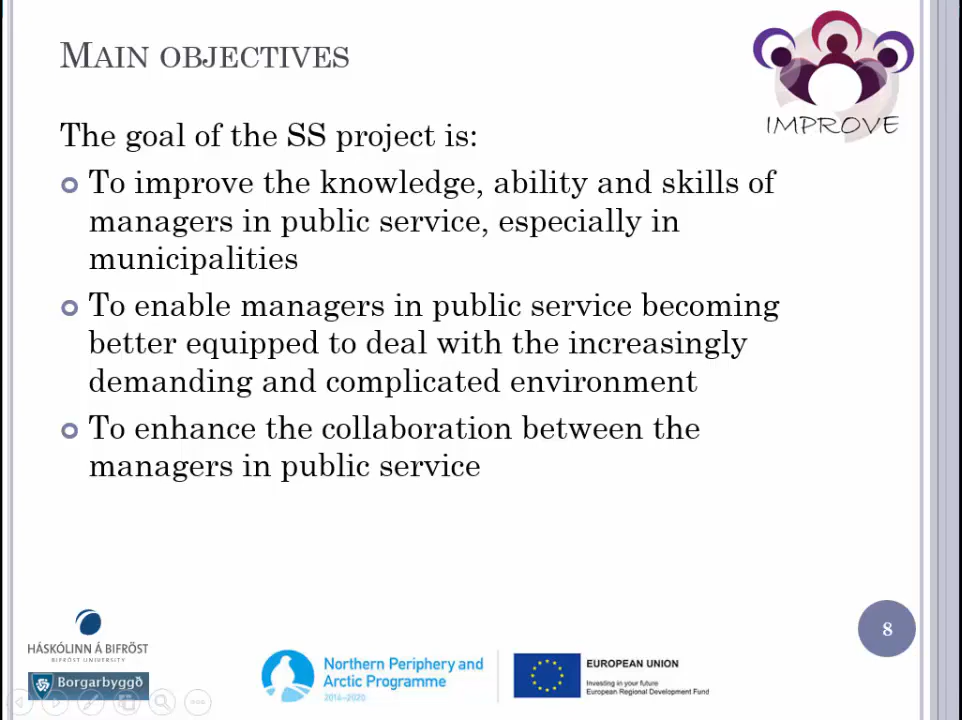 MAIN OBJECTIVES
IMPROVE
The goal of the SS project is:
To improve the knowledge, ability and skills of
managers in public service, especially in
municipalities
To enable managers in public service becoming
better equipped to deal with the increasingly
demanding and complicated environment
To enhance the collaboration between the
managers in public service
8
HÁSKÓLINN Á BIFRÖST
BIFRÖST UNIVERSITY
Borgarbyggð
Northern Periphery and
Arctic Programme
2014–2020
EUROPEAN UNION
Investing in your future
European Regional Development Fund